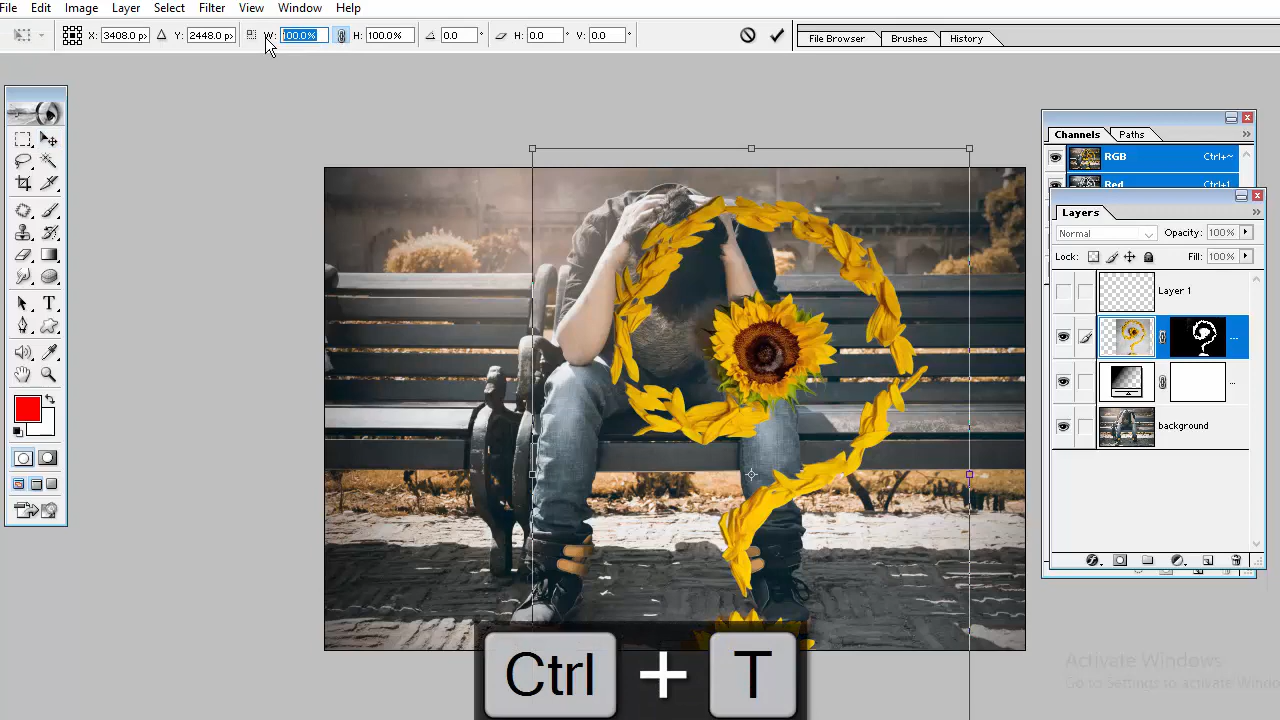 File Edit Image Layer Select Filter View Window Help
3408.0 px Y: 2448.0 px W: 100.0% H: 100.0% 0.0 ° H: 0.0 ° V: 0.0 °
File Browser Brushes History
Channels Paths
RGB Ctrl+~
Red Ctrl+1
Layers
Normal Opacity: 100%
Lock: Fill: 100%
Layer 1
...
...
background
T
Ctrl + T
Activate Windows
Go to Settings to activate Windo